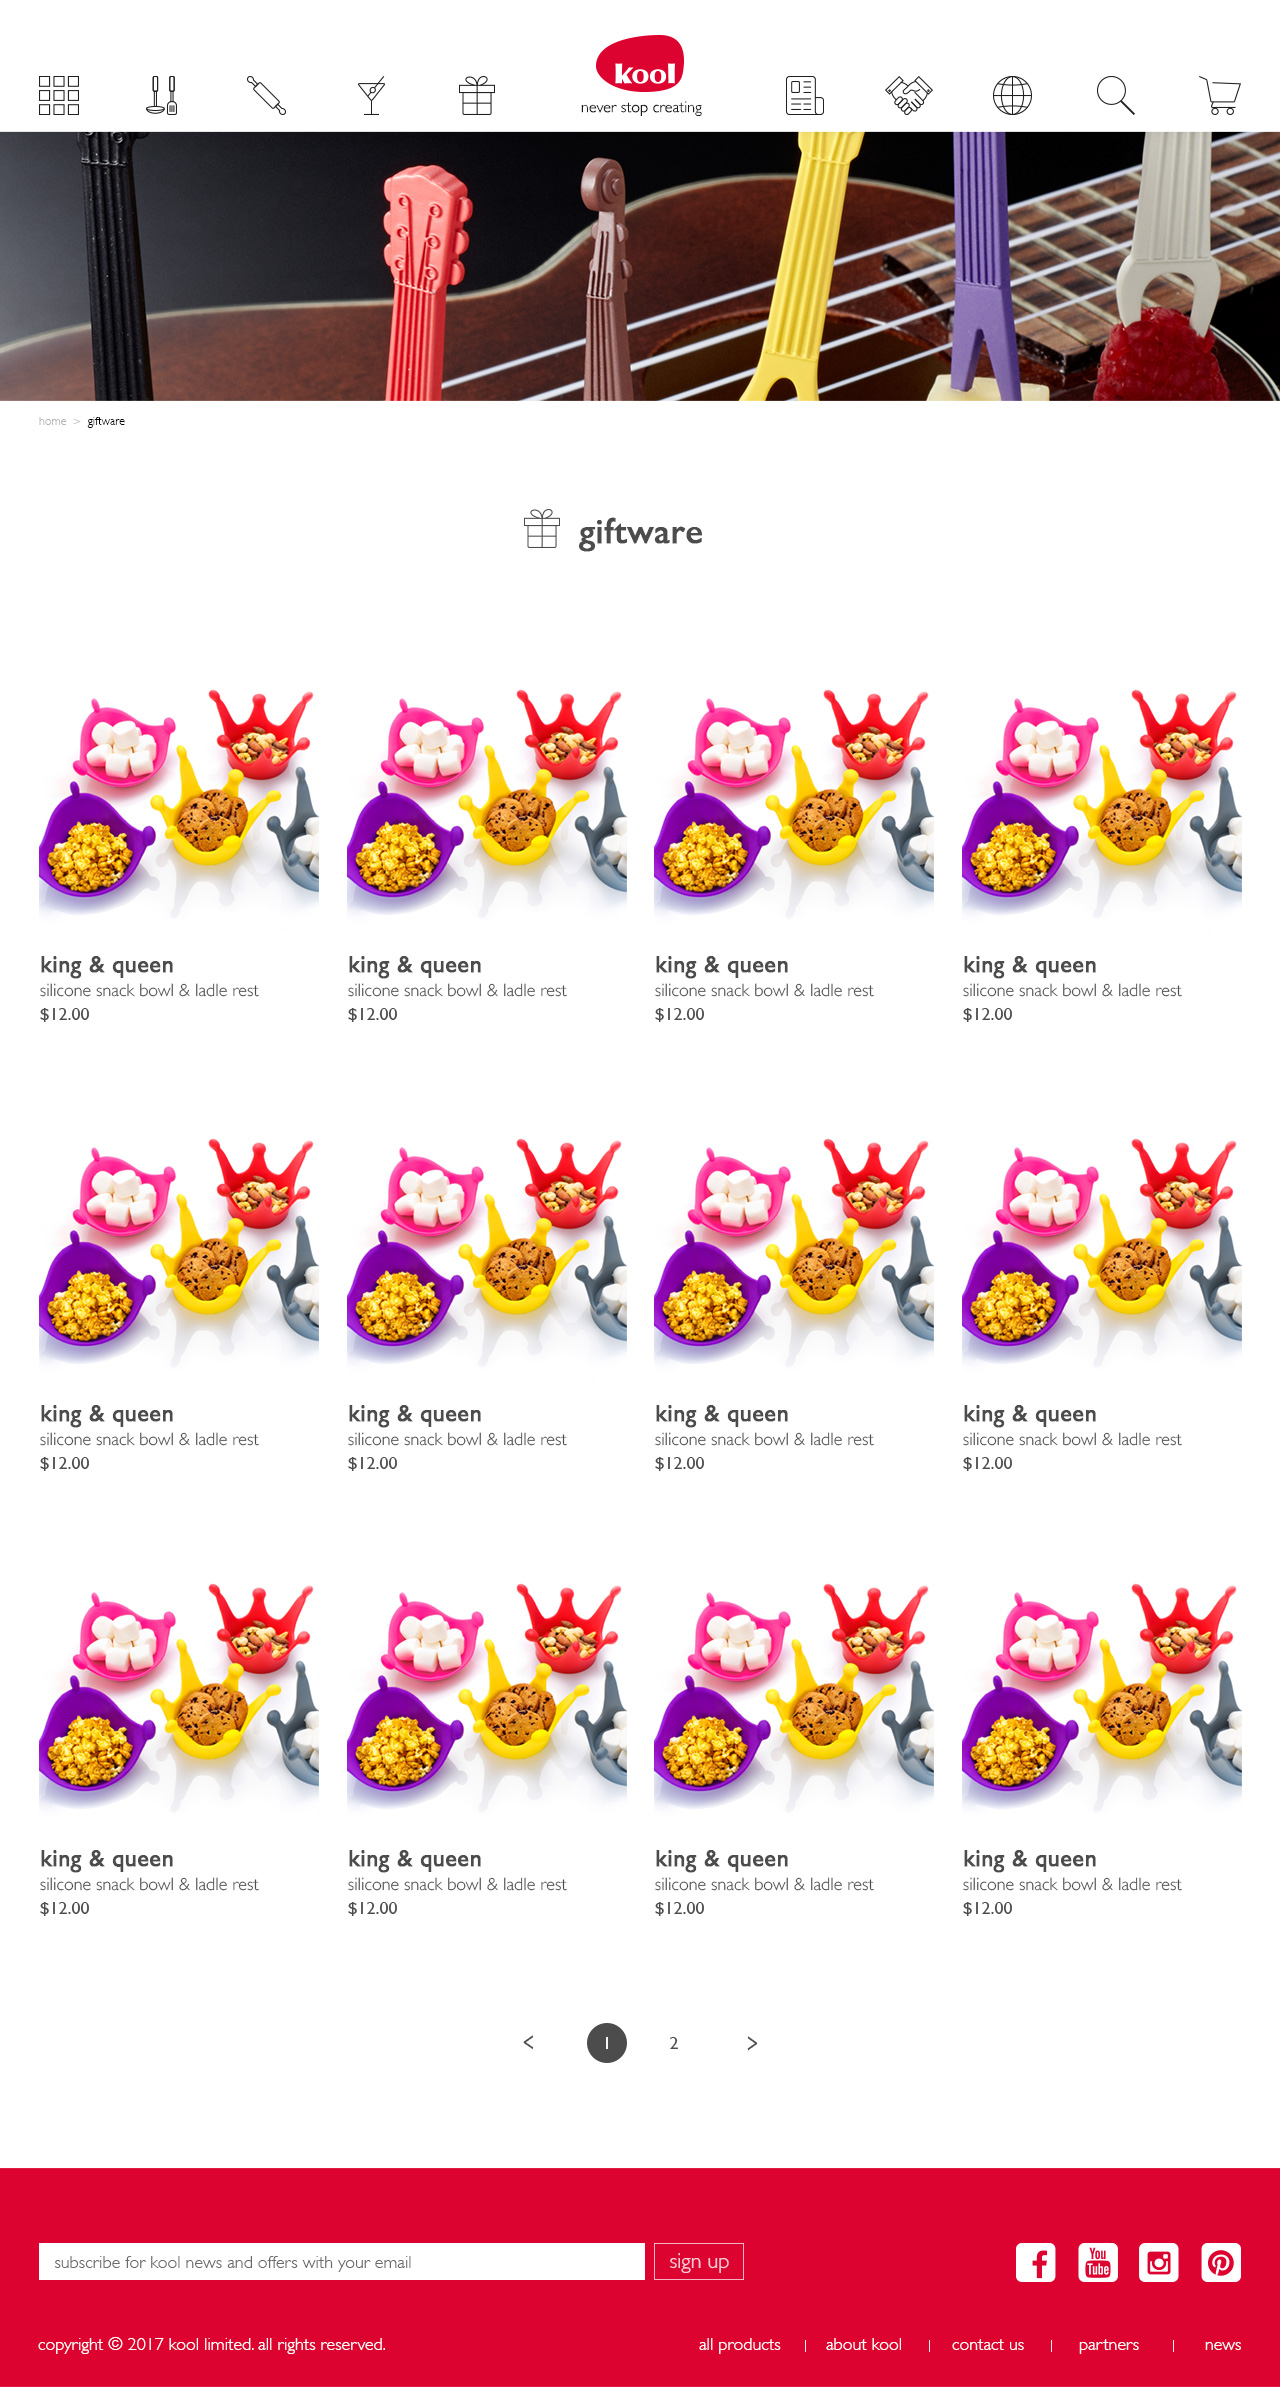 kool
never stop creating
home > giftware
giftware
king & queen king & queen king & queen king & queen
silicone snack bowl & ladle rest silicone snack bowl & ladle rest silicone snack bowl & ladle rest silicone snack bowl & ladle rest
$12.00 $12.00 $12.00 $12.00
king & queen king & queen king & queen king & queen
silicone snack bowl & ladle rest silicone snack bowl & ladle rest silicone snack bowl & ladle rest silicone snack bowl & ladle rest
$12.00 $12.00 $12.00 $12.00
king & queen king & queen king & queen king & queen
silicone snack bowl & ladle rest silicone snack bowl & ladle rest silicone snack bowl & ladle rest silicone snack bowl & ladle rest
$12.00 $12.00 $12.00 $12.00
< 1 2 >
subscribe for kool news and offers with your email sign up
You
Tube
copyright © 2017 kool limited. all rights reserved. all products | about kool | contact us | partners | news